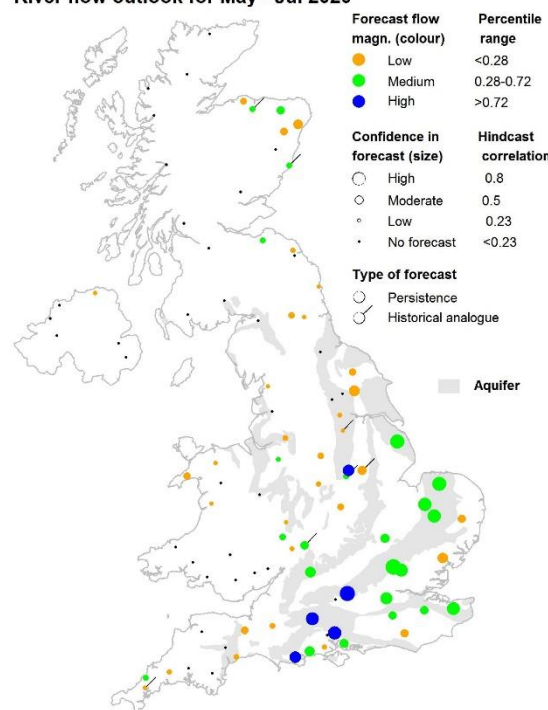 River flow outlook for May - Jul 2020
Forecast flow Percentile
magn. (colour) range
Low <0.28
Medium 0.28-0.72
High >0.72
Confidence in Hindcast
forecast (size) correlation
High 0.8
Moderate 0.5
Low 0.23
No forecast <0.23
Type of forecast
Persistence
Historical analogue
Aquifer